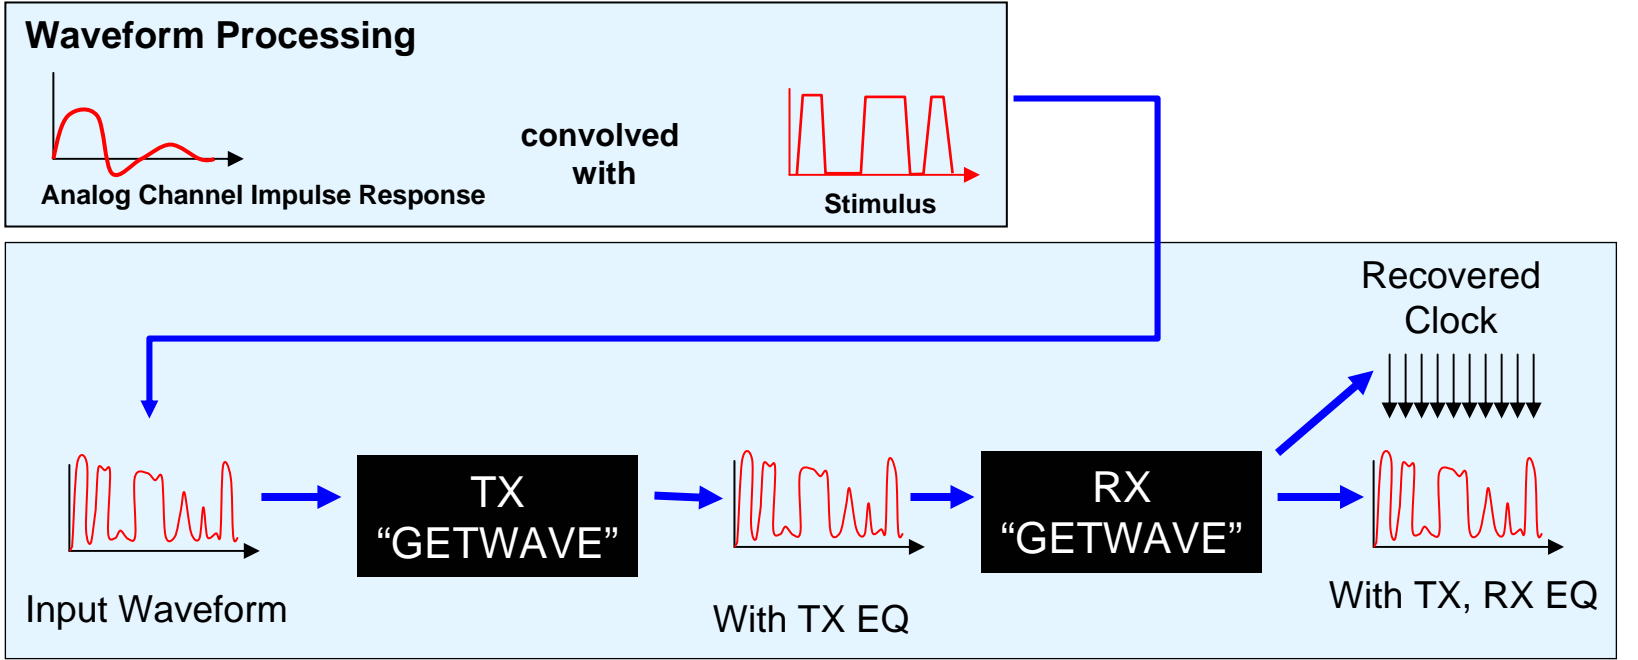 Waveform Processing
convolved
with
Analog Channel Impulse Response
Stimulus
Recovered
Clock
TX
“GETWAVE”
RX
“GETWAVE”
Input Waveform
With TX EQ
With TX, RX EQ